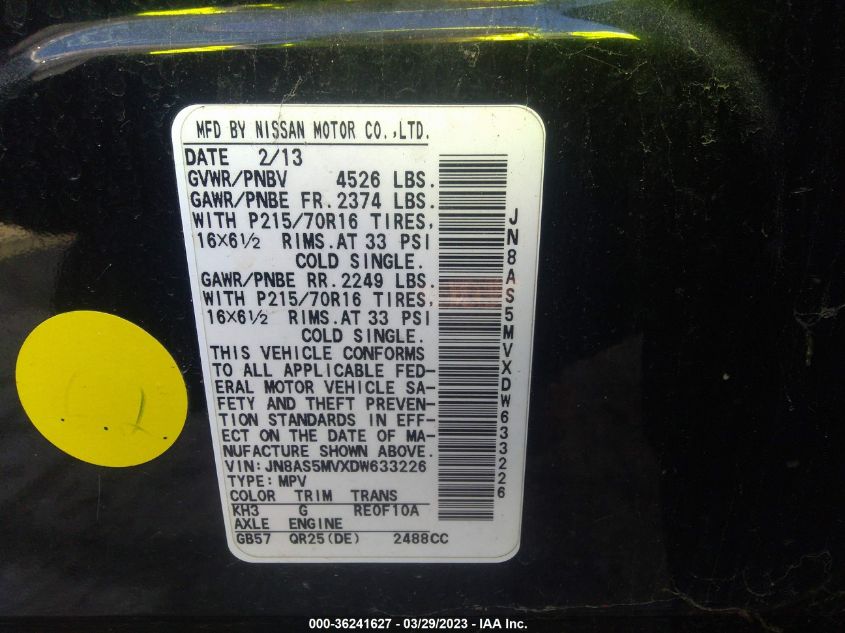 MFD BY NISSAN MOTOR CO.,LTD.
DATE 2/13
GVWR/PNBV 4526 LBS.
GAWR/PNBE FR. 2374 LBS.
WITH P215/70R16 TIRES,
16X6½ RIMS. AT 33 PSI
COLD SINGLE.
GAWR/PNBE RR. 2249 LBS.
WITH P215/70R16 TIRES,
16X6½ RIMS. AT 33 PSI
COLD SINGLE.
THIS VEHICLE CONFORMS
TO ALL APPLICABLE FED-
ERAL MOTOR VEHICLE SA-
FETY AND THEFT PREVEN-
TION STANDARDS IN EFF-
ECT ON THE DATE OF MA-
NUFACTURE SHOWN ABOVE.
VIN: JN8AS5MVXDW633226
TYPE: MPV
COLOR TRIM TRANS
KH3 G RE0F10A
AXLE ENGINE
GB57 QR25(DE) 2488CC
JN8AS5MVXDW633226
000-36241627 - 03/29/2023 - IAA Inc.